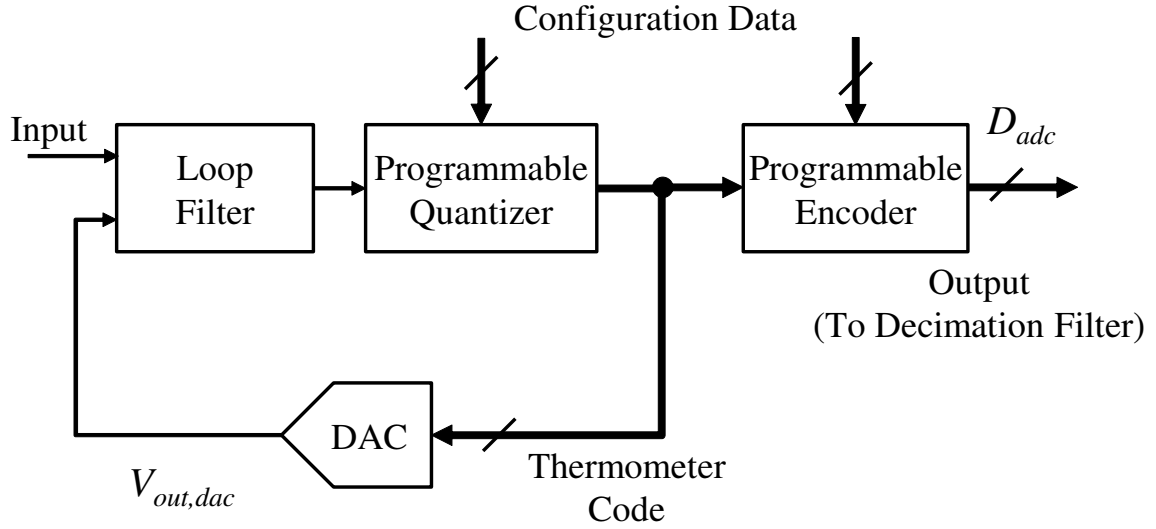 Configuration Data
Input
Loop
Filter
Programmable
Quantizer
Programmable
Encoder
D_adc
Output
(To Decimation Filter)
DAC
V_out,dac
Thermometer
Code